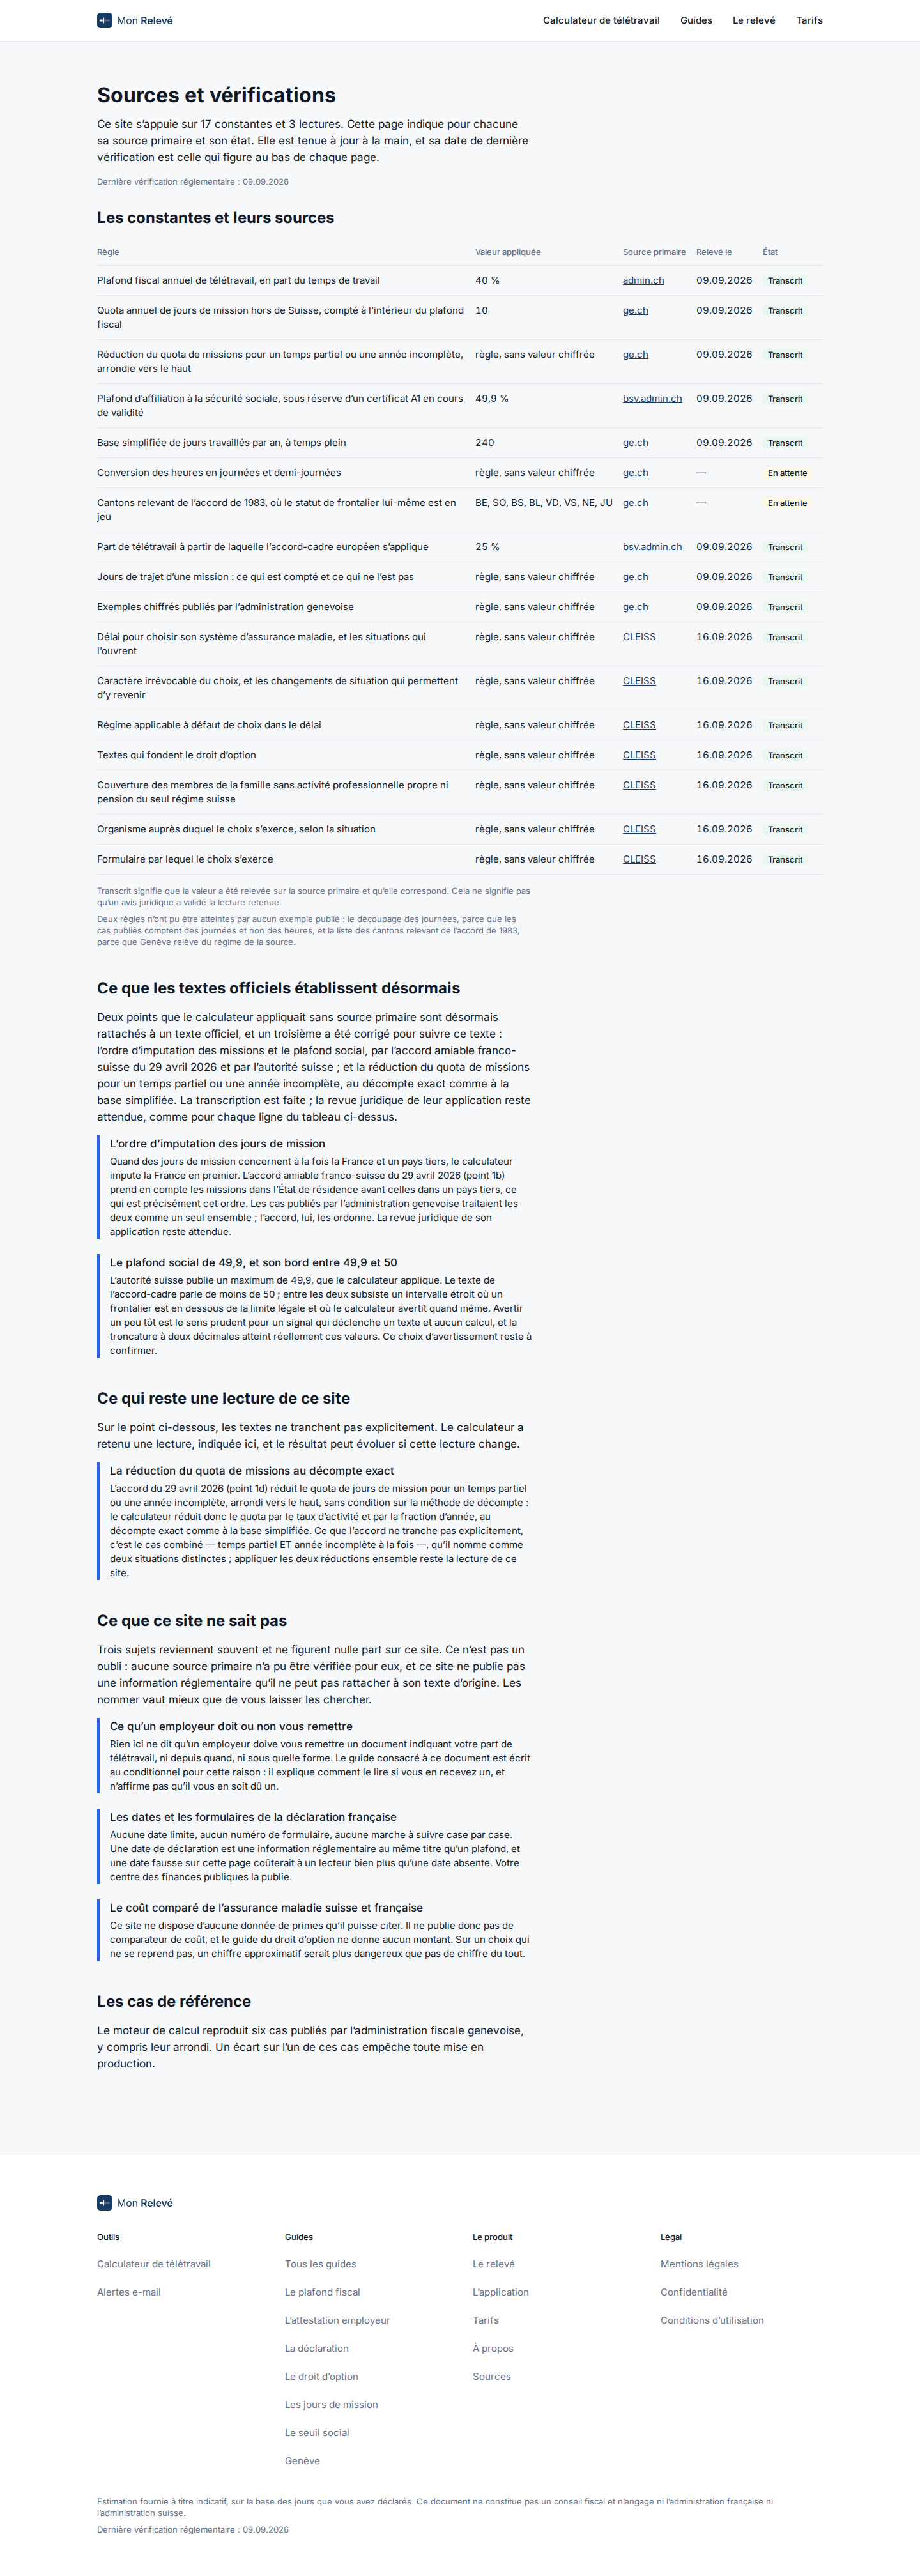 Mon Relevé
Calculateur de télétravail Guides Le relevé Tarifs
Sources et vérifications
Ce site s’appuie sur 17 constantes et 3 lectures. Cette page indique pour chacune
sa source primaire et son état. Elle est tenue à jour à la main, et sa date de dernière
vérification est celle qui figure au bas de chaque page.
Dernière vérification réglementaire : 09.09.2026
Les constantes et leurs sources
Règle Valeur appliquée Source primaire Relevé le État
Plafond fiscal annuel de télétravail, en part du temps de travail 40 % admin.ch 09.09.2026 Transcrit
Quota annuel de jours de mission hors de Suisse, compté à l’intérieur du plafond 10 ge.ch 09.09.2026 Transcrit
fiscal
Réduction du quota de missions pour un temps partiel ou une année incomplète, règle, sans valeur chiffrée ge.ch 09.09.2026 Transcrit
arrondie vers le haut
Plafond d’affiliation à la sécurité sociale, sous réserve d’un certificat A1 en cours 49,9 % bsv.admin.ch 09.09.2026 Transcrit
de validité
Base simplifiée de jours travaillés par an, à temps plein 240 ge.ch 09.09.2026 Transcrit
Conversion des heures en journées et demi-journées règle, sans valeur chiffrée ge.ch — En attente
Cantons relevant de l’accord de 1983, où le statut de frontalier lui-même est en BE, SO, BS, BL, VD, VS, NE, JU ge.ch — En attente
jeu
Part de télétravail à partir de laquelle l’accord-cadre européen s’applique 25 % bsv.admin.ch 09.09.2026 Transcrit
Jours de trajet d’une mission : ce qui est compté et ce qui ne l’est pas règle, sans valeur chiffrée ge.ch 09.09.2026 Transcrit
Exemples chiffrés publiés par l’administration genevoise règle, sans valeur chiffrée ge.ch 09.09.2026 Transcrit
Délai pour choisir son système d’assurance maladie, et les situations qui règle, sans valeur chiffrée CLEISS 16.09.2026 Transcrit
l’ouvrent
Caractère irrévocable du choix, et les changements de situation qui permettent règle, sans valeur chiffrée CLEISS 16.09.2026 Transcrit
d’y revenir
Régime applicable à défaut de choix dans le délai règle, sans valeur chiffrée CLEISS 16.09.2026 Transcrit
Textes qui fondent le droit d’option règle, sans valeur chiffrée CLEISS 16.09.2026 Transcrit
Couverture des membres de la famille sans activité professionnelle propre ni règle, sans valeur chiffrée CLEISS 16.09.2026 Transcrit
pension du seul régime suisse
Organisme auprès duquel le choix s’exerce, selon la situation règle, sans valeur chiffrée CLEISS 16.09.2026 Transcrit
Formulaire par lequel le choix s’exerce règle, sans valeur chiffrée CLEISS 16.09.2026 Transcrit
Transcrit signifie que la valeur a été relevée sur la source primaire et qu’elle correspond. Cela ne signifie pas
qu’un avis juridique a validé la lecture retenue.
Deux règles n’ont pu être atteintes par aucun exemple publié : le découpage des journées, parce que les
cas publiés comptent des journées et non des heures, et la liste des cantons relevant de l’accord de 1983,
parce que Genève relève du régime de la source.
Ce que les textes officiels établissent désormais
Deux points que le calculateur appliquait sans source primaire sont désormais
rattachés à un texte officiel, et un troisième a été corrigé pour suivre ce texte :
l’ordre d’imputation des missions et le plafond social, par l’accord amiable franco-
suisse du 29 avril 2026 et par l’autorité suisse ; et la réduction du quota de missions
pour un temps partiel ou une année incomplète, au décompte exact comme à la
base simplifiée. La transcription est faite ; la revue juridique de leur application reste
attendue, comme pour chaque ligne du tableau ci-dessus.
L’ordre d’imputation des jours de mission
Quand des jours de mission concernent à la fois la France et un pays tiers, le calculateur
impute la France en premier. L’accord amiable franco-suisse du 29 avril 2026 (point 1b)
prend en compte les missions dans l’État de résidence avant celles dans un pays tiers, ce
qui est précisément cet ordre. Les cas publiés par l’administration genevoise traitaient les
deux comme un seul ensemble ; l’accord, lui, les ordonne. La revue juridique de son
application reste attendue.
Le plafond social de 49,9, et son bord entre 49,9 et 50
L’autorité suisse publie un maximum de 49,9, que le calculateur applique. Le texte de
l’accord-cadre parle de moins de 50 ; entre les deux subsiste un intervalle étroit où un
frontalier est en dessous de la limite légale et où le calculateur avertit quand même. Avertir
un peu tôt est le sens prudent pour un signal qui déclenche un texte et aucun calcul, et la
troncature à deux décimales atteint réellement ces valeurs. Ce choix d’avertissement reste à
confirmer.
Ce qui reste une lecture de ce site
Sur le point ci-dessous, les textes ne tranchent pas explicitement. Le calculateur a
retenu une lecture, indiquée ici, et le résultat peut évoluer si cette lecture change.
La réduction du quota de missions au décompte exact
L’accord du 29 avril 2026 (point 1d) réduit le quota de jours de mission pour un temps partiel
ou une année incomplète, arrondi vers le haut, sans condition sur la méthode de décompte :
le calculateur réduit donc le quota par le taux d’activité et par la fraction d’année, au
décompte exact comme à la base simplifiée. Ce que l’accord ne tranche pas explicitement,
c’est le cas combiné — temps partiel ET année incomplète à la fois —, qu’il nomme comme
deux situations distinctes ; appliquer les deux réductions ensemble reste la lecture de ce
site.
Ce que ce site ne sait pas
Trois sujets reviennent souvent et ne figurent nulle part sur ce site. Ce n’est pas un
oubli : aucune source primaire n’a pu être vérifiée pour eux, et ce site ne publie pas
une information réglementaire qu’il ne peut pas rattacher à son texte d’origine. Les
nommer vaut mieux que de vous laisser les chercher.
Ce qu’un employeur doit ou non vous remettre
Rien ici ne dit qu’un employeur doive vous remettre un document indiquant votre part de
télétravail, ni depuis quand, ni sous quelle forme. Le guide consacré à ce document est écrit
au conditionnel pour cette raison : il explique comment le lire si vous en recevez un, et
n’affirme pas qu’il vous en soit dû un.
Les dates et les formulaires de la déclaration française
Aucune date limite, aucun numéro de formulaire, aucune marche à suivre case par case.
Une date de déclaration est une information réglementaire au même titre qu’un plafond, et
une date fausse sur cette page coûterait à un lecteur bien plus qu’une date absente. Votre
centre des finances publiques la publie.
Le coût comparé de l’assurance maladie suisse et française
Ce site ne dispose d’aucune donnée de primes qu’il puisse citer. Il ne publie donc pas de
comparateur de coût, et le guide du droit d’option ne donne aucun montant. Sur un choix qui
ne se reprend pas, un chiffre approximatif serait plus dangereux que pas de chiffre du tout.
Les cas de référence
Le moteur de calcul reproduit six cas publiés par l’administration fiscale genevoise,
y compris leur arrondi. Un écart sur l’un de ces cas empêche toute mise en
production.
Mon Relevé
Outils Guides Le produit Légal
Calculateur de télétravail Tous les guides Le relevé Mentions légales
Alertes e-mail Le plafond fiscal L’application Confidentialité
L’attestation employeur Tarifs Conditions d’utilisation
La déclaration À propos
Le droit d’option Sources
Les jours de mission
Le seuil social
Genève
Estimation fournie à titre indicatif, sur la base des jours que vous avez déclarés. Ce document ne constitue pas un conseil fiscal et n’engage ni l’administration française ni
l’administration suisse.
Dernière vérification réglementaire : 09.09.2026